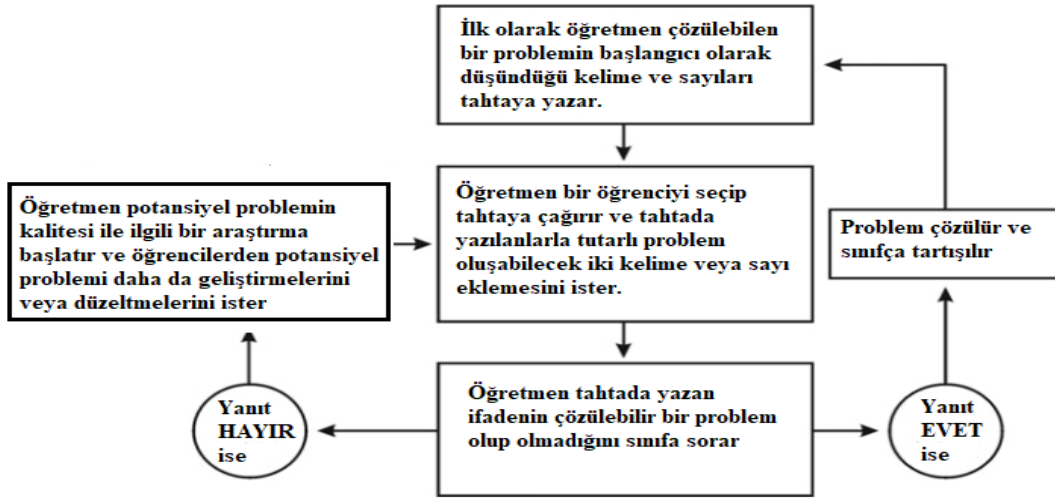 İlk olarak öğretmen çözülebilen
bir problemin başlangıcı olarak
düşündüğü kelime ve sayıları
tahtaya yazar.
Öğretmen bir öğrenciyi seçip
tahtaya çağırır ve tahtada
yazılanlarla tutarlı problem
oluşabilecek iki kelime veya sayı
eklemesini ister.
Öğretmen potansiyel problemin
kalitesi ile ilgili bir araştırma
başlatır ve öğrencilerden potansiyel
problemi daha da geliştirmelerini
veya düzeltmelerini ister
Problem çözülür ve
sınıfça tartışılır
Öğretmen tahtada yazan
ifadenin çözülebilir bir problem
olup olmadığını sınıfa sorar
Yanıt
HAYIR
ise
Yanıt
EVET
ise